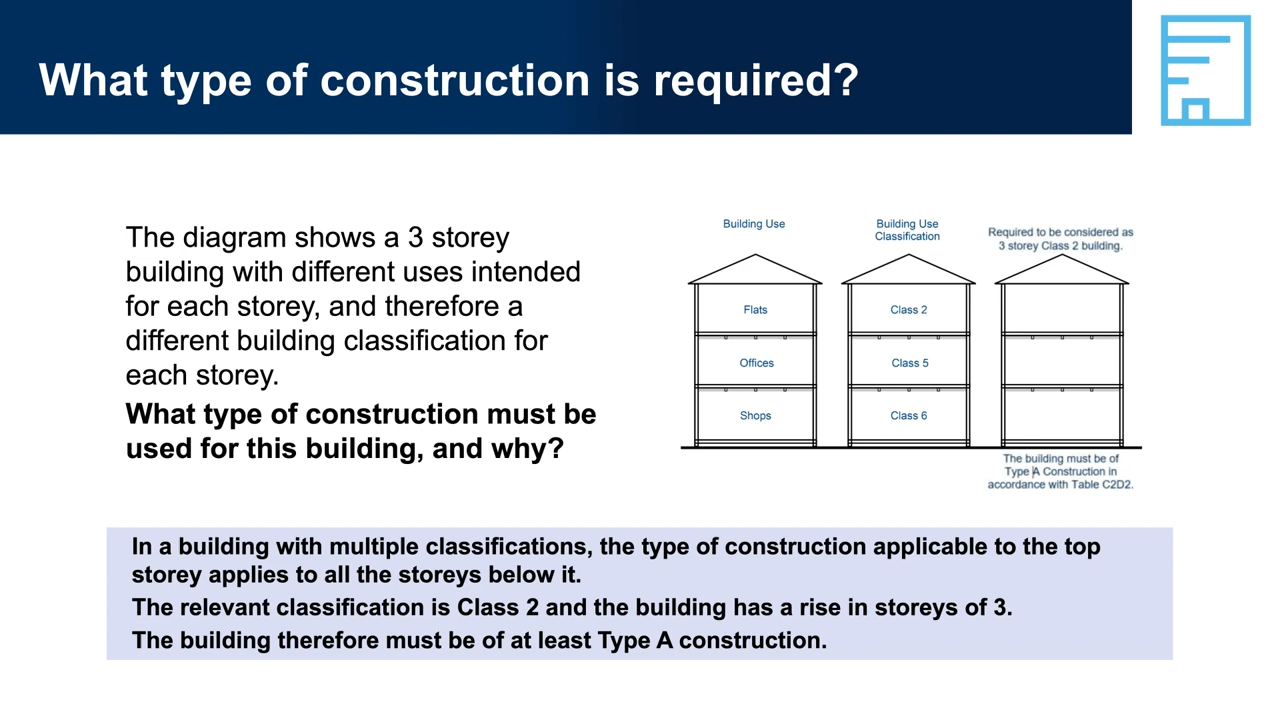 What type of construction is required?
The diagram shows a 3 storey
building with different uses intended
for each storey, and therefore a
different building classification for
each storey.
What type of construction must be
used for this building, and why?
Building Use
Flats
Offices
Shops
Building Use
Classification
Class 2
Class 5
Class 6
Required to be considered as
3 storey Class 2 building.
The building must be of
Type A Construction in
accordance with Table C2D2.
In a building with multiple classifications, the type of construction applicable to the top
storey applies to all the storeys below it.
The relevant classification is Class 2 and the building has a rise in storeys of 3.
The building therefore must be of at least Type A construction.